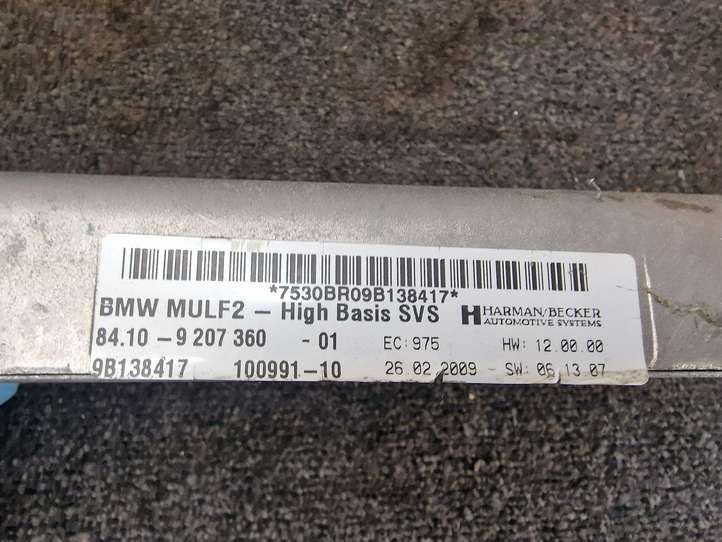 *7530BR09B138417*
BMW MULF2 - High Basis SVS HARMAN/BECKER
AUTOMOTIVE SYSTEMS
84.10 - 9 207 360 - 01 EC: 975 HW: 12.00.00
9B138417 100991-10 26.02.2009 SW: 06.13.07